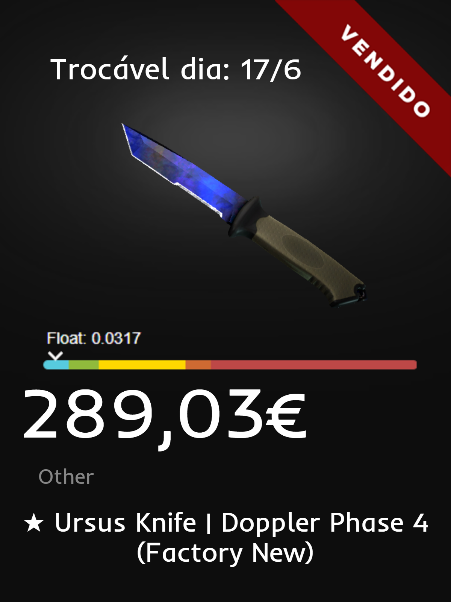 VENDIDO
Trocável dia: 17/6
Float: 0.0317
289,03€
Other
★ Ursus Knife | Doppler Phase 4
(Factory New)